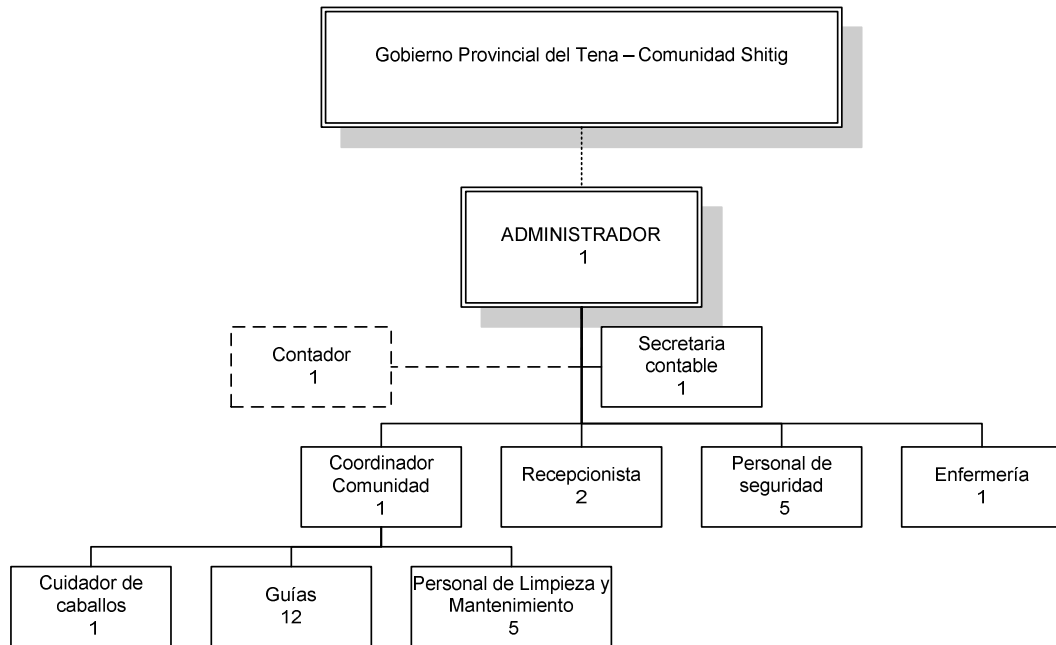 Gobierno Provincial del Tena – Comunidad Shitig
ADMINISTRADOR
1
Contador
1
Secretaria
contable
1
Coordinador
Comunidad
1
Recepcionista
2
Personal de
seguridad
5
Enfermería
1
Cuidador de
caballos
1
Guías
12
Personal de Limpieza y
Mantenimiento
5